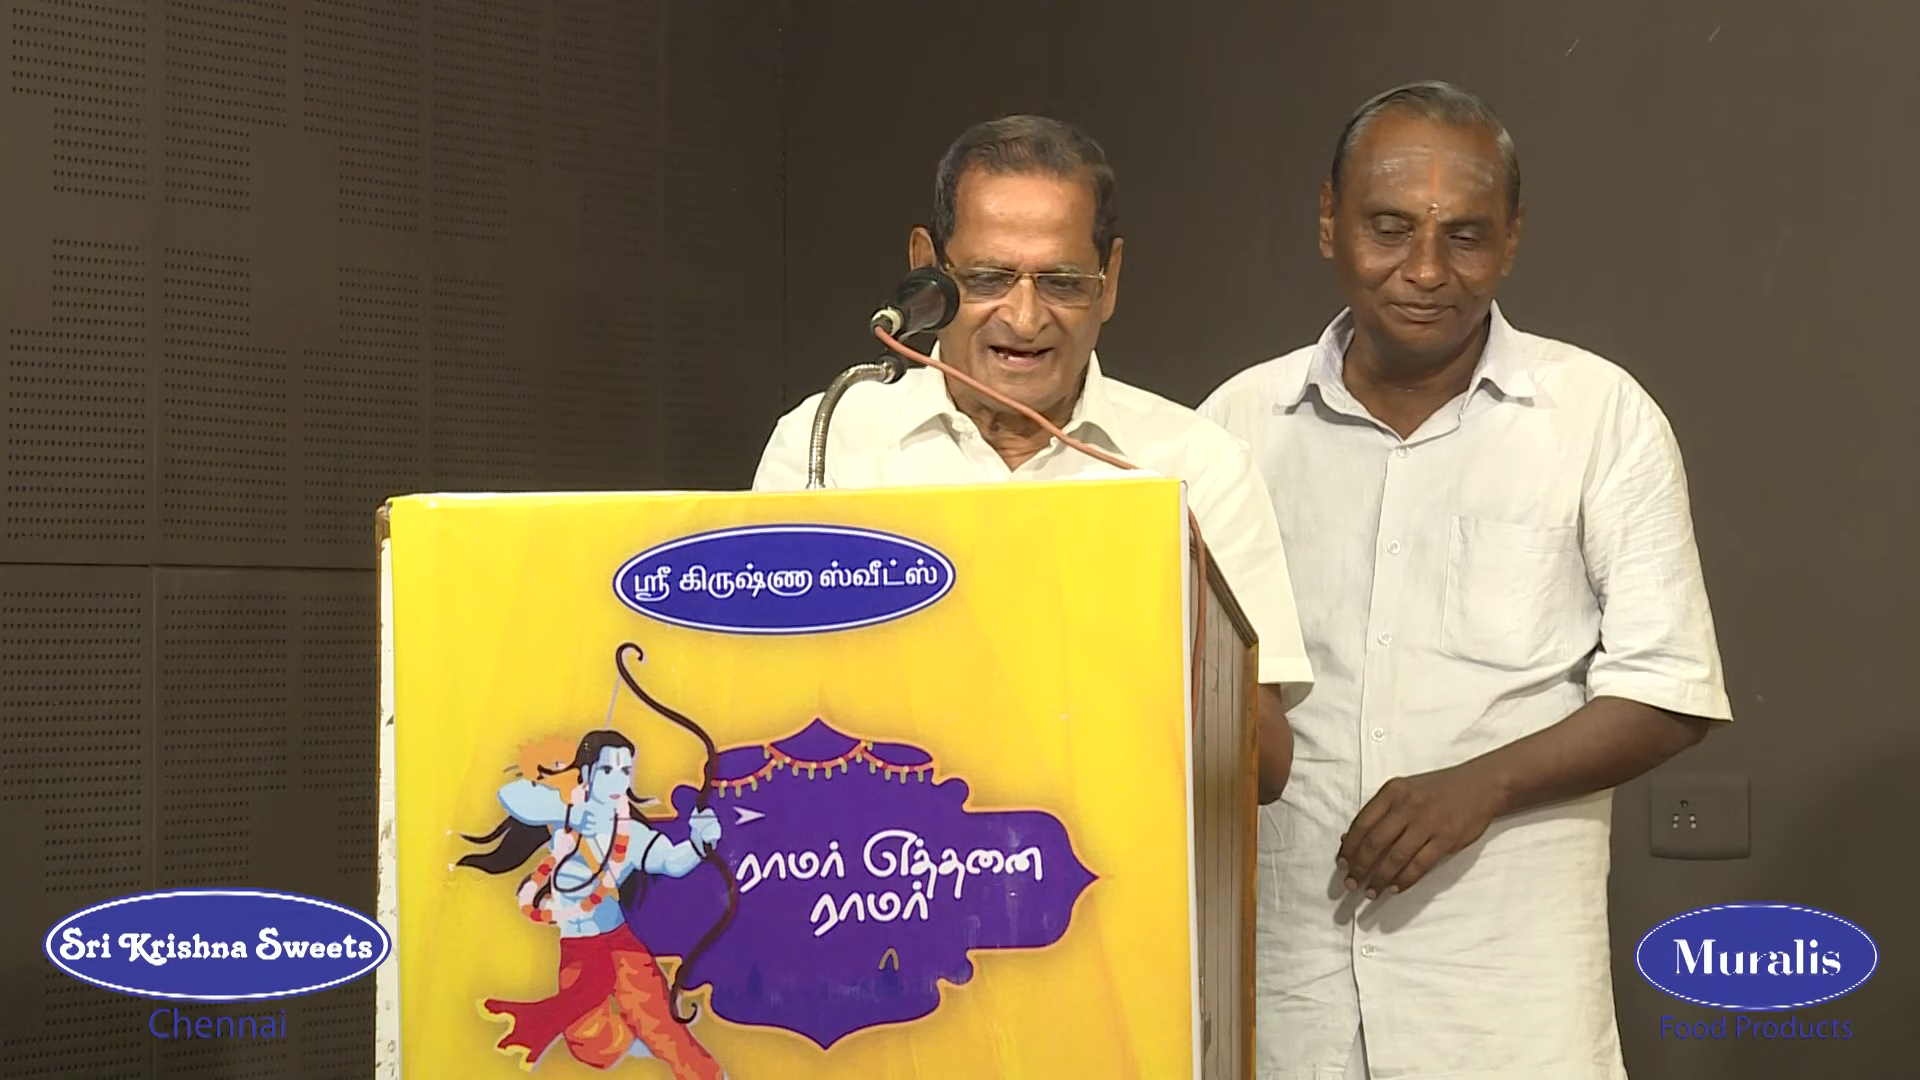 ஸ்ரீ கிருஷ்ண ஸ்வீட்ஸ்
ராமர் எத்தனை
ராமர்
Sri Krishna Sweets
Chennai
Muralis
Food Products